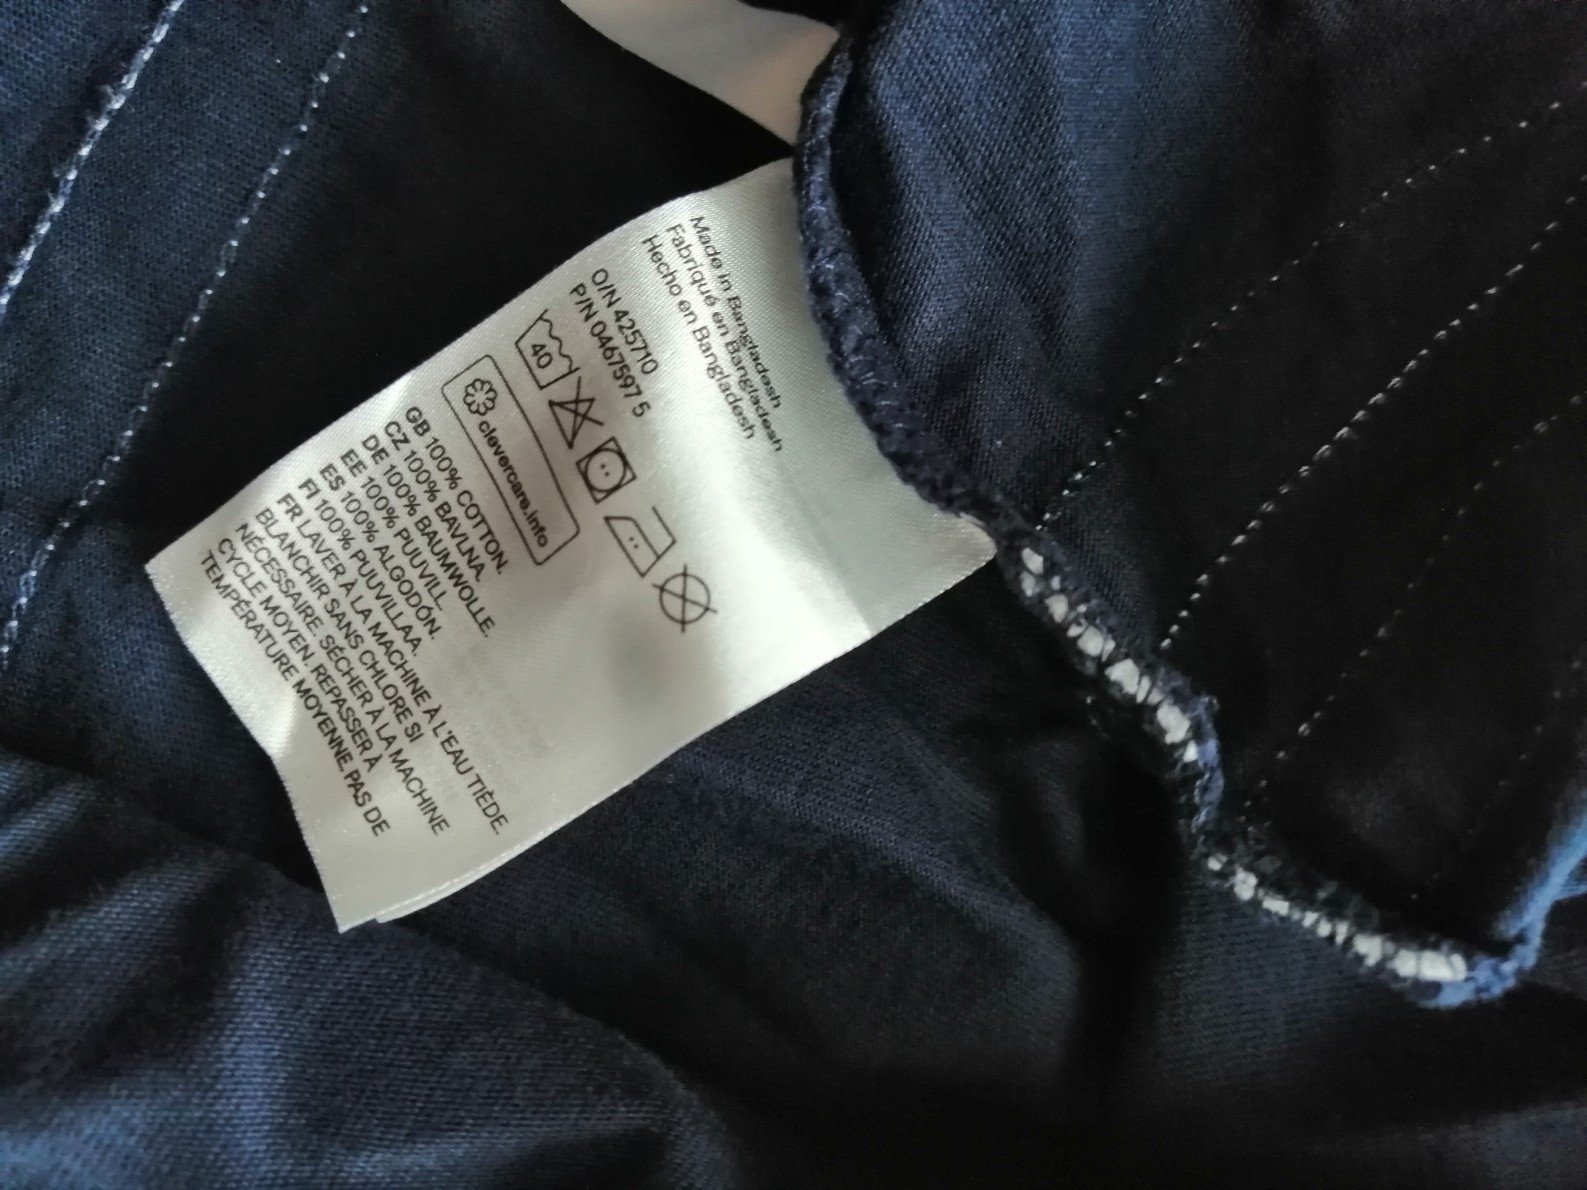 Made in Bangladesh
Fabriqué en Bangladesh
Hecho en Bangladesh
O/N 425710
P/N 0467597 5
40
clevercare.info
GB 100% COTTON.
CZ 100% BAVLNA.
DE 100% BAUMWOLLE.
EE 100% PUUVILL.
ES 100% ALGODÓN.
FI 100% PUUVILLAA.
FR LAVER À LA MACHINE À L'EAU TIÈDE.
BLANCHIR SANS CHLORE SI
NÉCESSAIRE. SÉCHER À LA MACHINE
CYCLE MOYEN. REPASSER À
TEMPÉRATURE MOYENNE. PAS DE